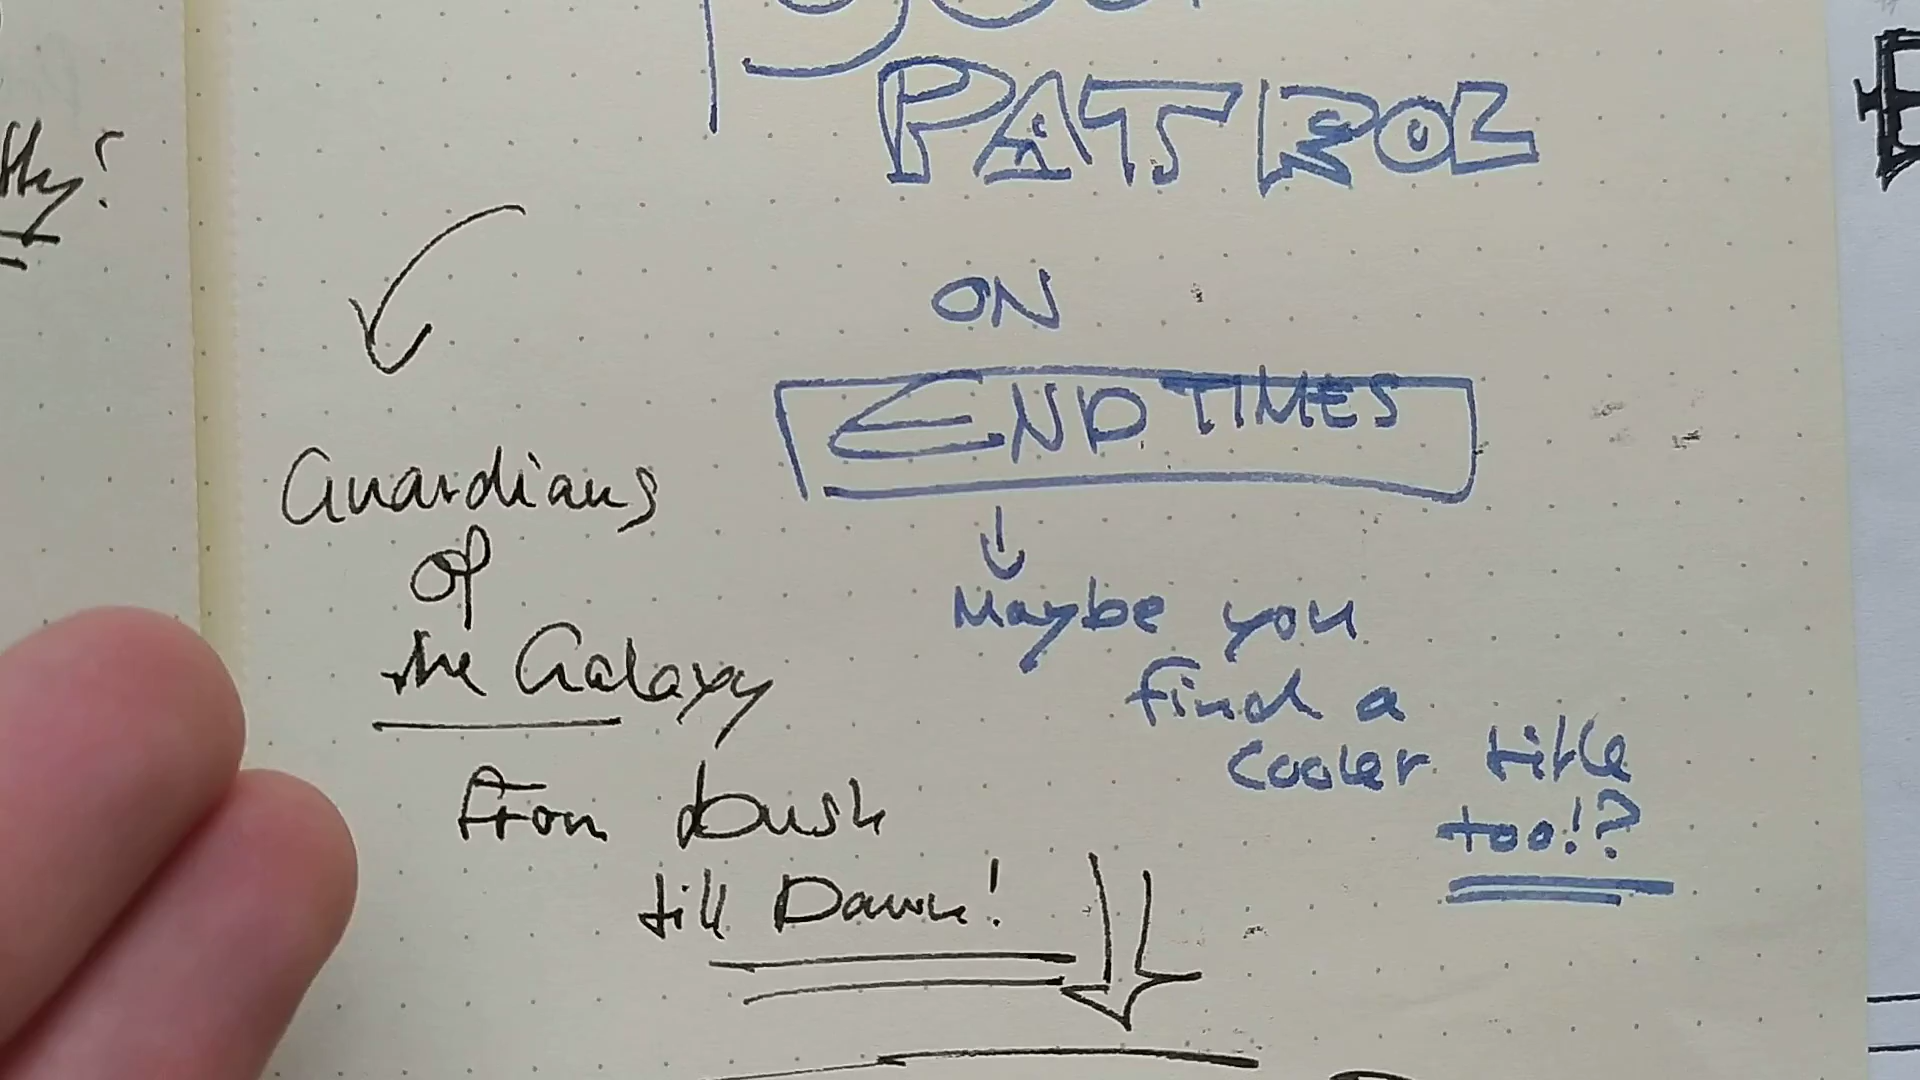 PATROL
ON
END TIMES
Maybe you
find a
cooler title
too!?
Guardians
of
the Galaxy
from Dusk
till Dawn!